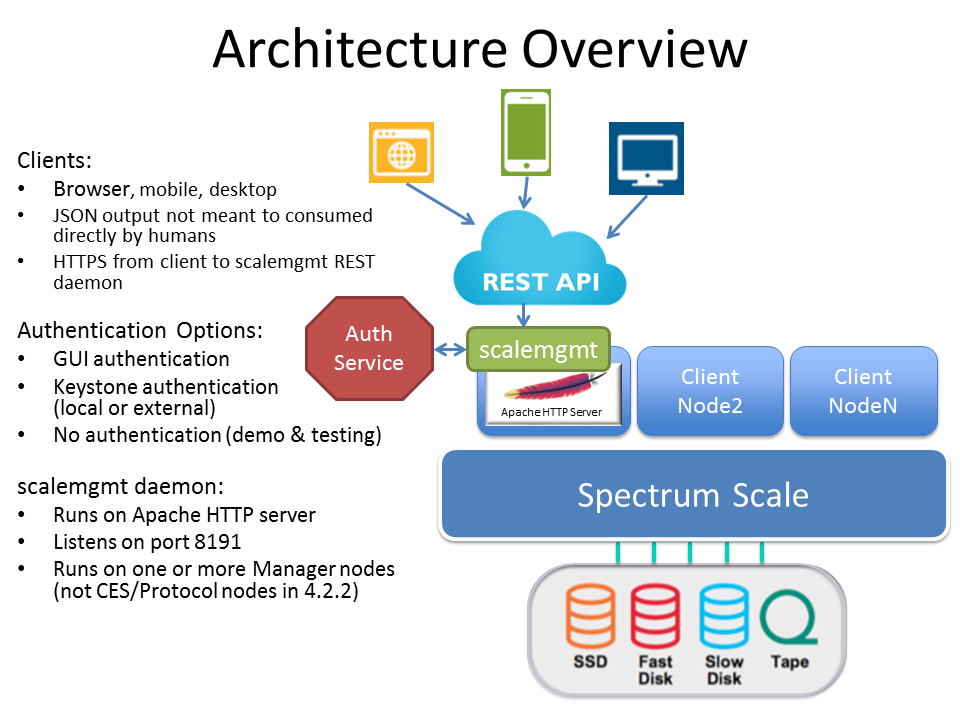 Architecture Overview
Clients:
• Browser, mobile, desktop
• JSON output not meant to consumed
directly by humans
• HTTPS from client to scalemgmt REST
daemon
Authentication Options:
• GUI authentication
• Keystone authentication
(local or external)
• No authentication (demo & testing)
scalemgmt daemon:
• Runs on Apache HTTP server
• Listens on port 8191
• Runs on one or more Manager nodes
(not CES/Protocol nodes in 4.2.2)
REST API
Auth
Service
scalemgmt
Apache HTTP Server
Client
Node2
Client
NodeN
Spectrum Scale
SSD
Fast
Disk
Slow
Disk
Tape